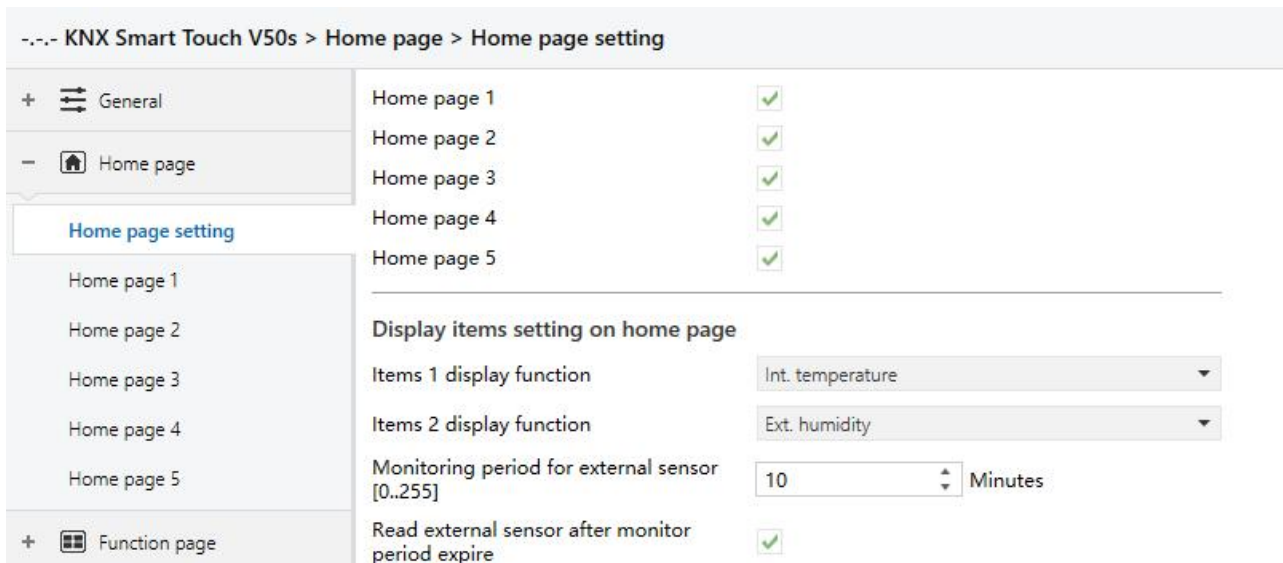 -.-.- KNX Smart Touch V50s > Home page > Home page setting
+ General
- Home page
Home page setting
Home page 1
Home page 2
Home page 3
Home page 4
Home page 5
+ Function page
Home page 1
Home page 2
Home page 3
Home page 4
Home page 5
Display items setting on home page
Items 1 display function Int. temperature
Items 2 display function Ext. humidity
Monitoring period for external sensor
[0..255] 10 Minutes
Read external sensor after monitor
period expire